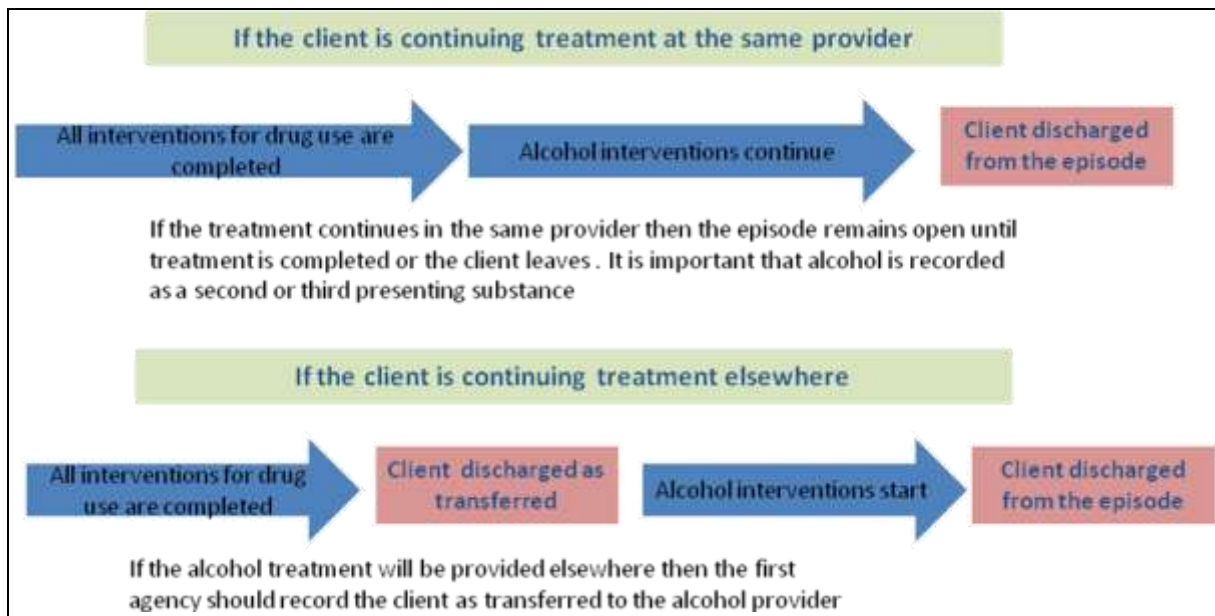 If the client is continuing treatment at the same provider
All interventions for drug use are
completed
Alcohol interventions continue
Client discharged
from the episode
If the treatment continues in the same provider then the episode remains open until
treatment is completed or the client leaves . It is important that alcohol is recorded
as a second or third presenting substance
If the client is continuing treatment elsewhere
All interventions for drug
use are completed
Client discharged as
transferred
Alcohol interventions start
Client discharged
from the episode
If the alcohol treatment will be provided elsewhere then the first
agency should record the client as transferred to the alcohol provider